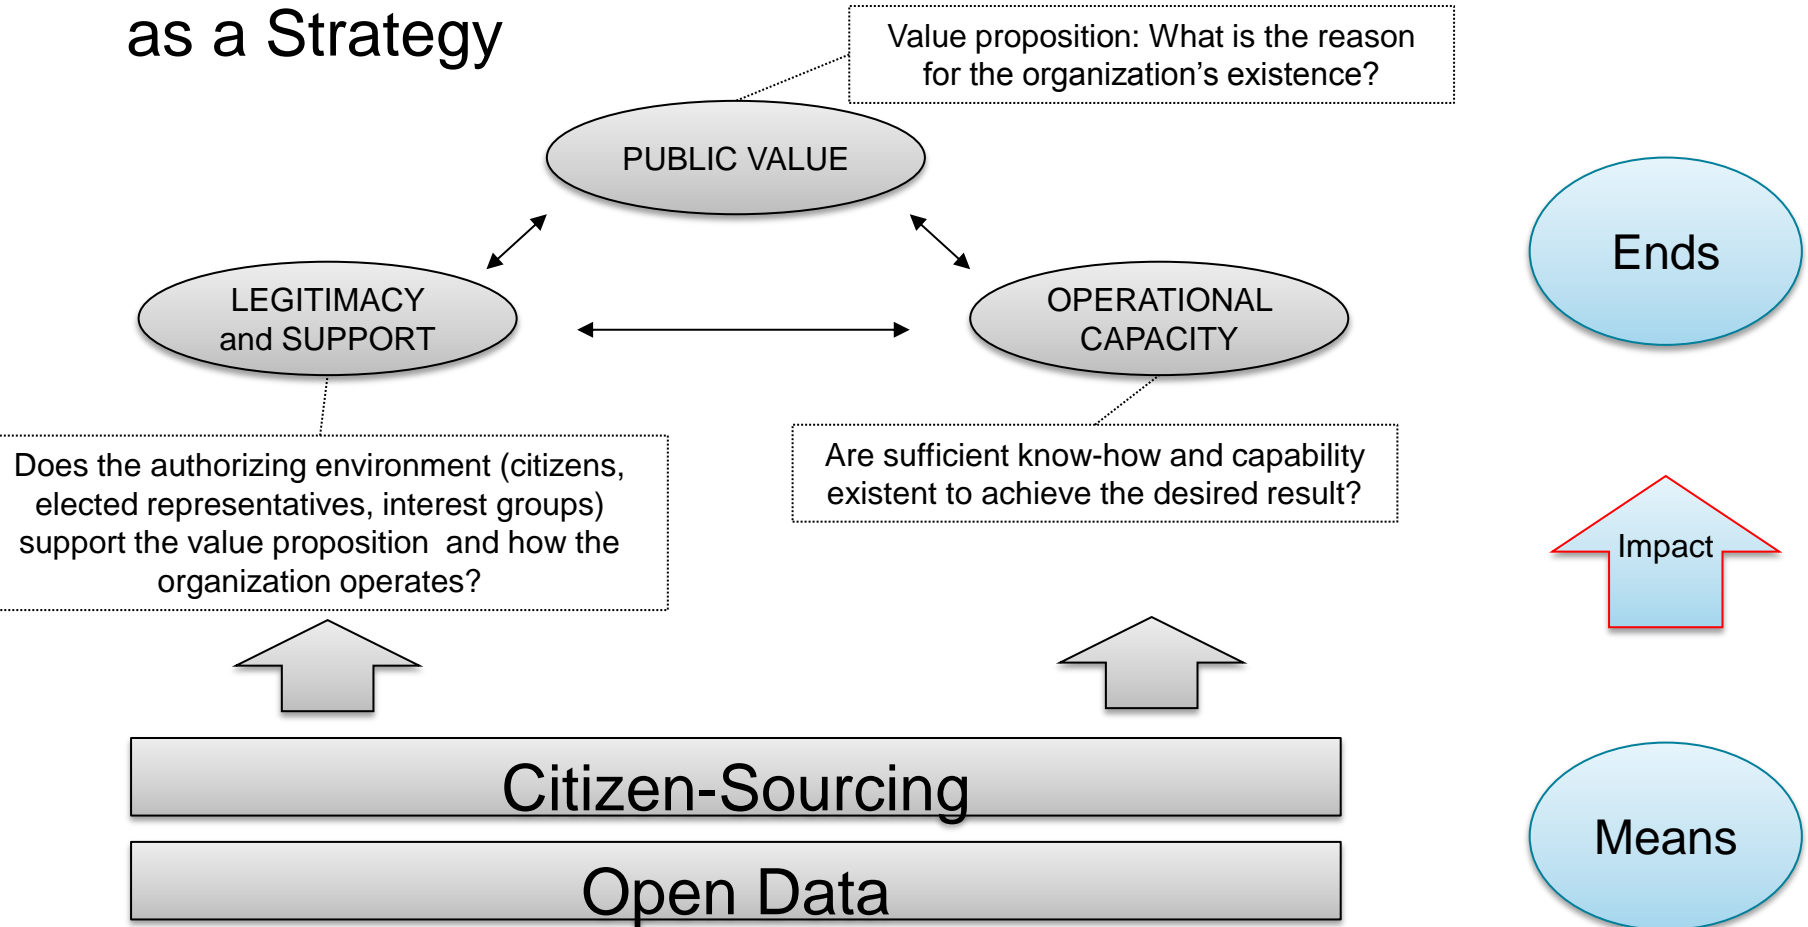 as a Strategy
Value proposition: What is the reason
for the organization’s existence?
PUBLIC VALUE
Ends
LEGITIMACY
and SUPPORT
OPERATIONAL
CAPACITY
Does the authorizing environment (citizens,
elected representatives, interest groups)
support the value proposition  and how the
organization operates?
Are sufficient know-how and capability
existent to achieve the desired result?
Impact
Citizen-Sourcing
Means
Open Data